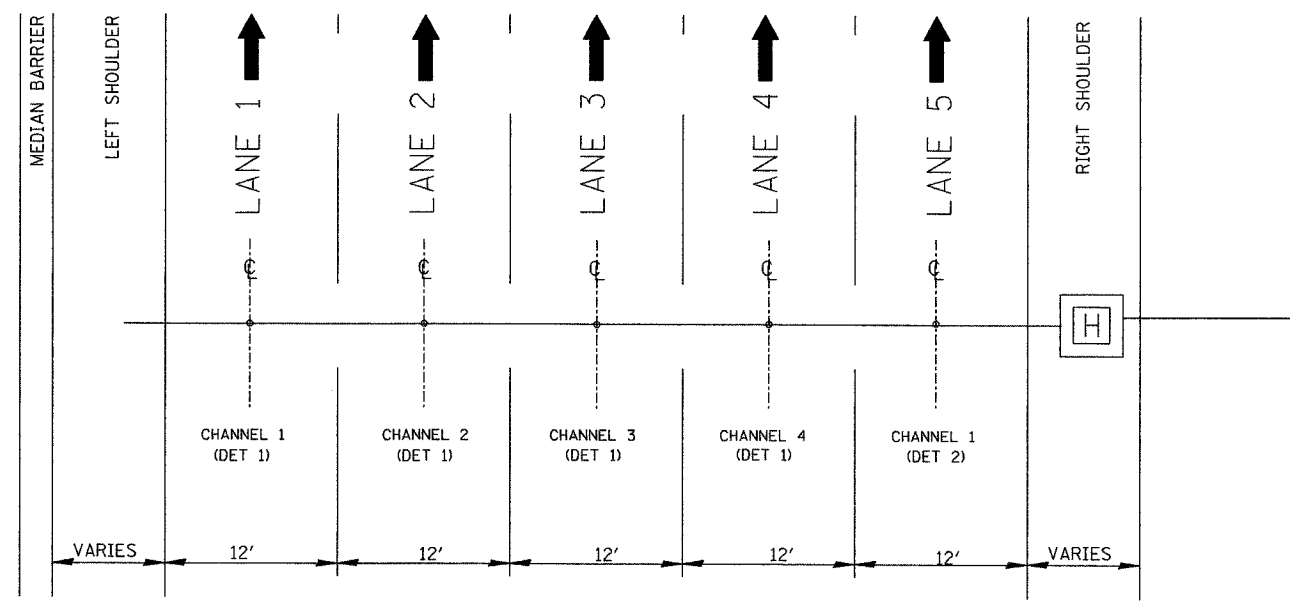 MEDIAN BARRIER
LEFT SHOULDER
LANE 1
LANE 2
LANE 3
LANE 4
LANE 5
RIGHT SHOULDER
℄
℄
℄
℄
℄
H
CHANNEL 1
(DET 1)
CHANNEL 2
(DET 1)
CHANNEL 3
(DET 1)
CHANNEL 4
(DET 1)
CHANNEL 1
(DET 2)
VARIES
12'
12'
12'
12'
12'
VARIES